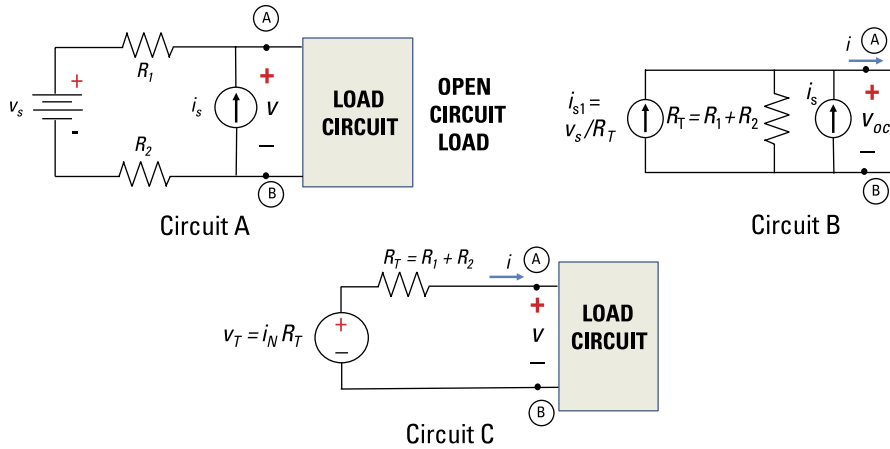 R1
vs
+
-
R2
is
A
+
v
–
B
LOAD
CIRCUIT
OPEN
CIRCUIT
LOAD
Circuit A
is1 =
vs/RT
RT = R1 + R2
is
i
A
+
voc
–
B
Circuit B
RT = R1 + R2
i
A
vT = iN RT
+
–
+
v
–
B
LOAD
CIRCUIT
Circuit C